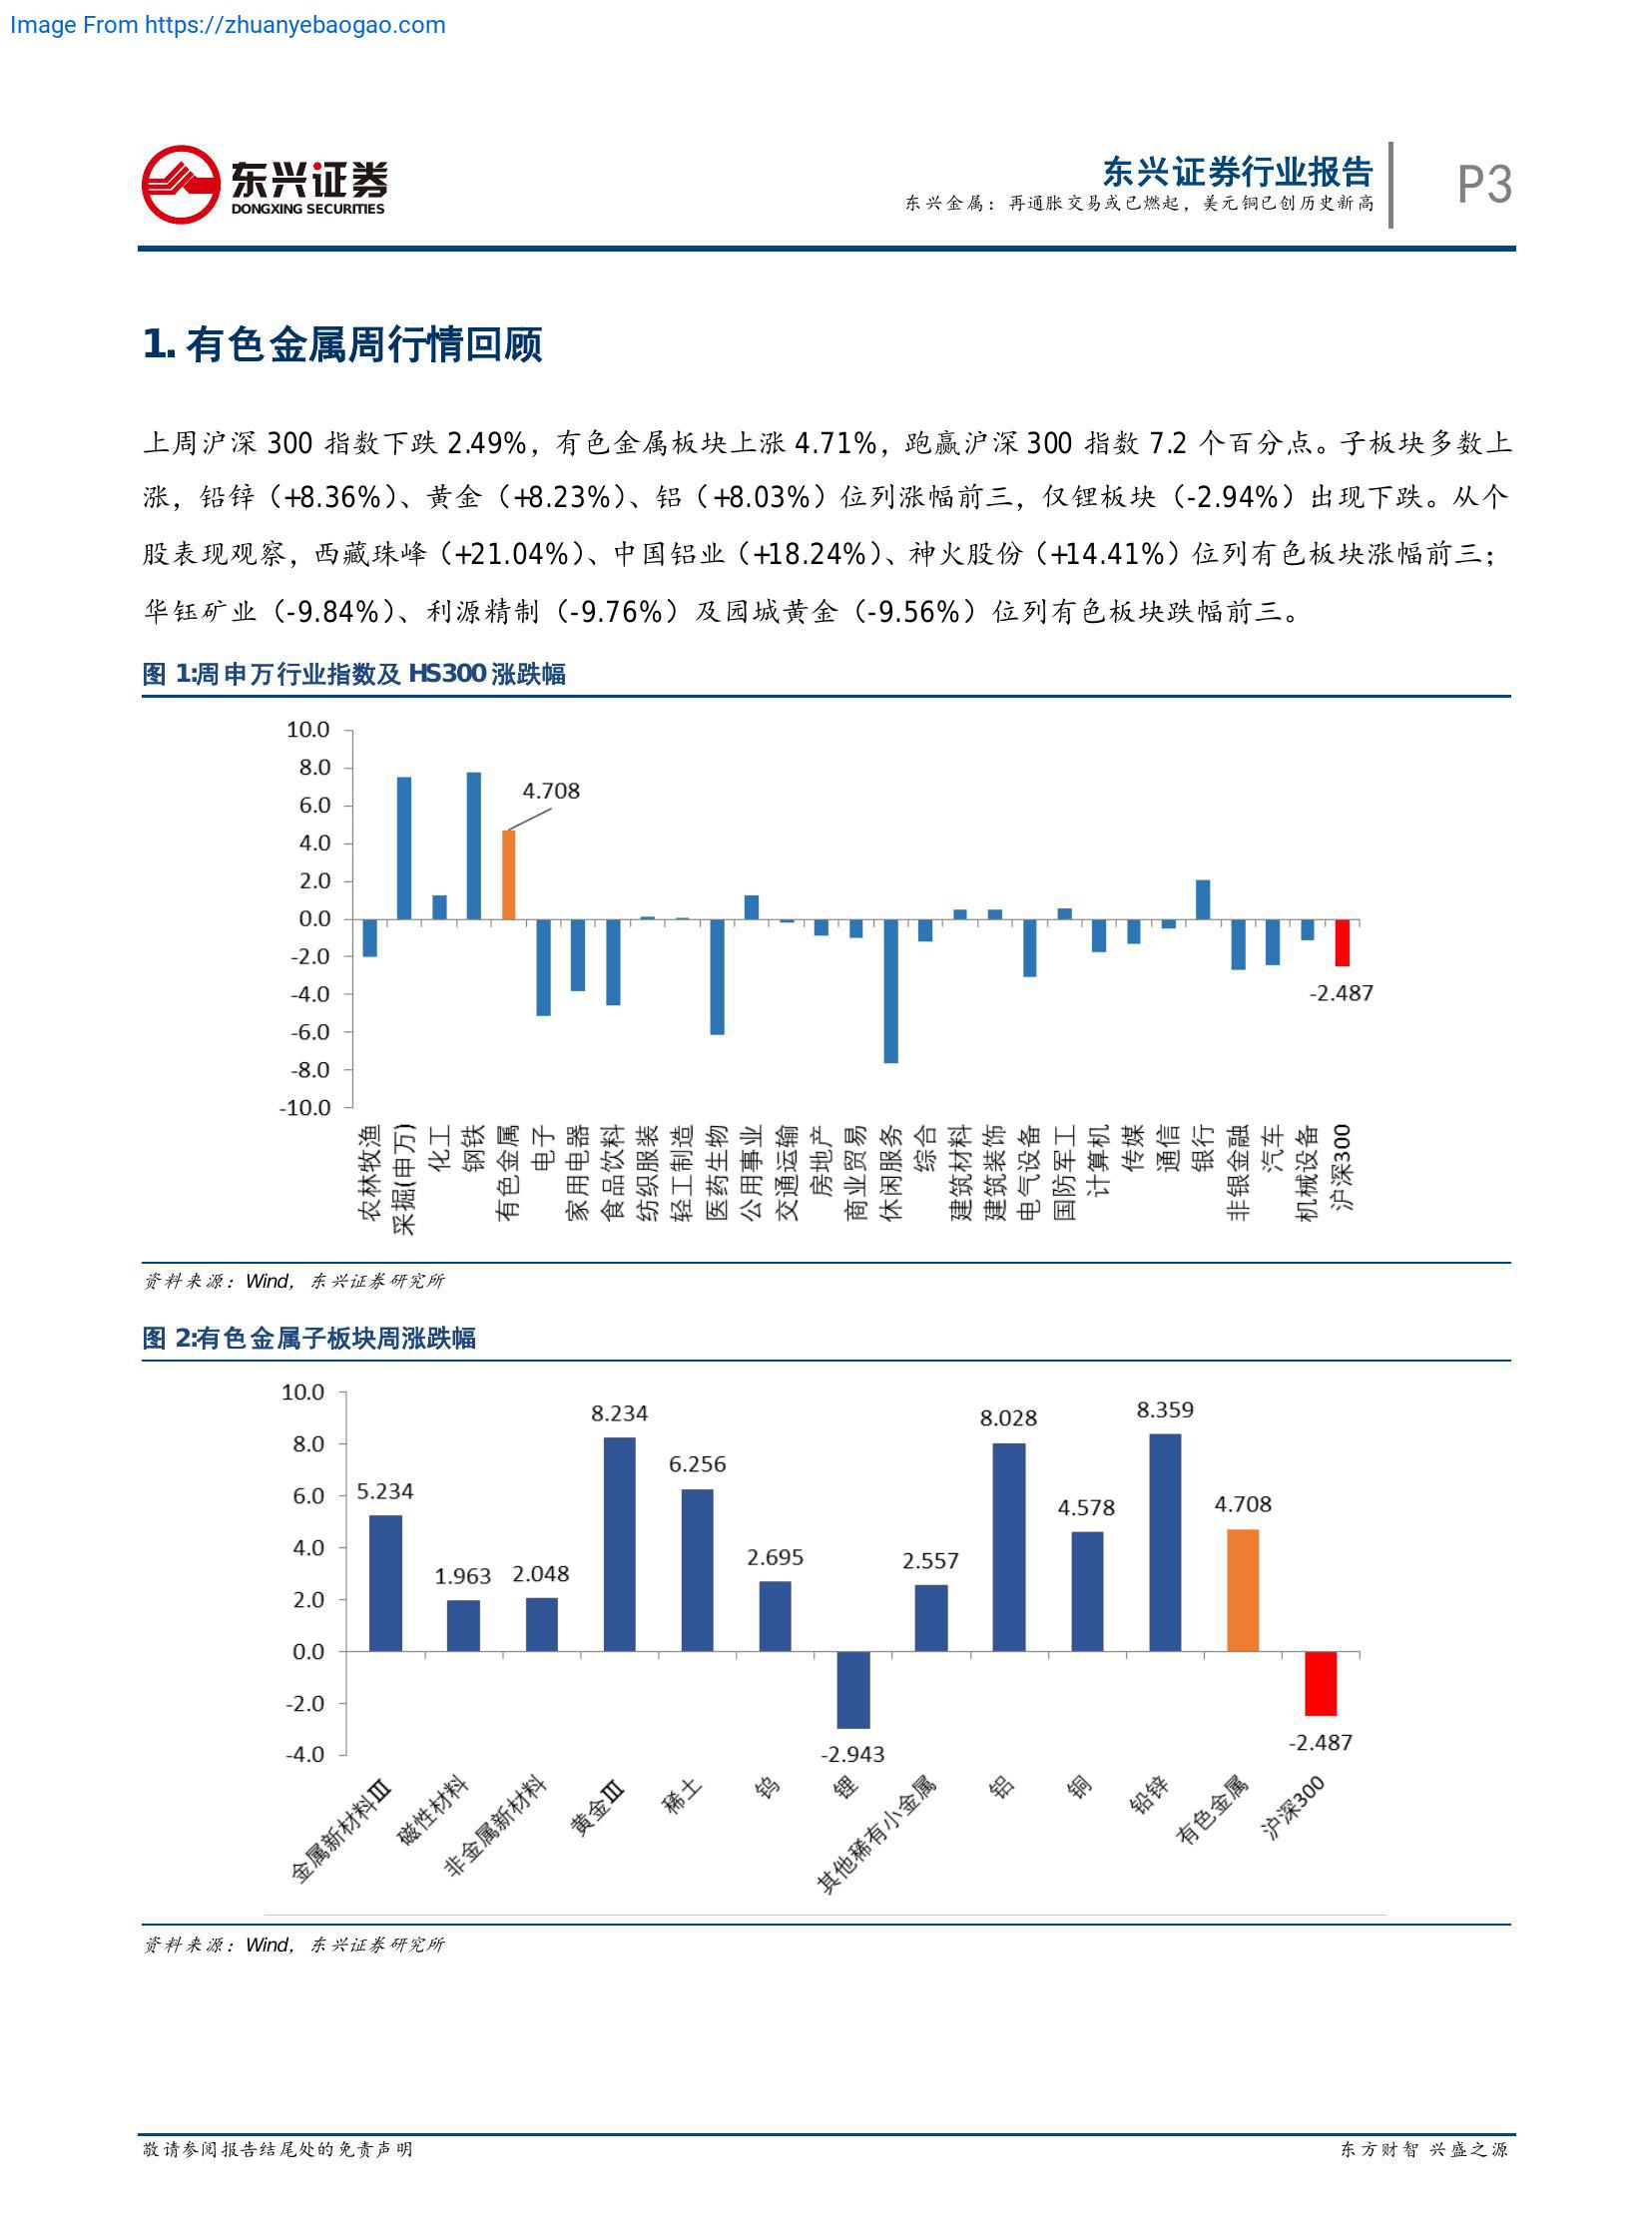 Image From https://zhuanyebaogao.com
东兴证券
DONGXING SECURITIES
东兴证券行业报告
东兴金属：再通胀交易或已燃起，美元铜已创历史新高
P3
1. 有色金属周行情回顾
上周沪深 300 指数下跌 2.49%，有色金属板块上涨 4.71%，跑赢沪深 300 指数 7.2 个百分点。子板块多数上
涨，铅锌（+8.36%）、黄金（+8.23%）、铝（+8.03%）位列涨幅前三，仅锂板块（-2.94%）出现下跌。从个
股表现观察，西藏珠峰（+21.04%）、中国铝业（+18.24%）、神火股份（+14.41%）位列有色板块涨幅前三；
华钰矿业（-9.84%）、利源精制（-9.76%）及园城黄金（-9.56%）位列有色板块跌幅前三。
图 1:周申万行业指数及 HS300 涨跌幅
10.0
8.0
6.0
4.0
2.0
0.0
-2.0
-4.0
-6.0
-8.0
-10.0
4.708
-2.487
农林牧渔
采掘(申万)
化工
钢铁
有色金属
电子
家用电器
食品饮料
纺织服装
轻工制造
医药生物
公用事业
交通运输
房地产
商业贸易
休闲服务
综合
建筑材料
建筑装饰
电气设备
国防军工
计算机
传媒
通信
银行
非银金融
汽车
机械设备
沪深300
资料来源：Wind，东兴证券研究所
图 2:有色金属子板块周涨跌幅
10.0
8.0
6.0
4.0
2.0
0.0
-2.0
-4.0
5.234
1.963
2.048
8.234
6.256
2.695
-2.943
2.557
8.028
4.578
8.359
4.708
-2.487
金属新材料Ⅲ
磁性材料
非金属新材料
黄金Ⅲ
稀土
钨
锂
其他稀有小金属
铝
铜
铅锌
有色金属
沪深300
资料来源：Wind，东兴证券研究所
敬请参阅报告结尾处的免责声明
东方财智 兴盛之源